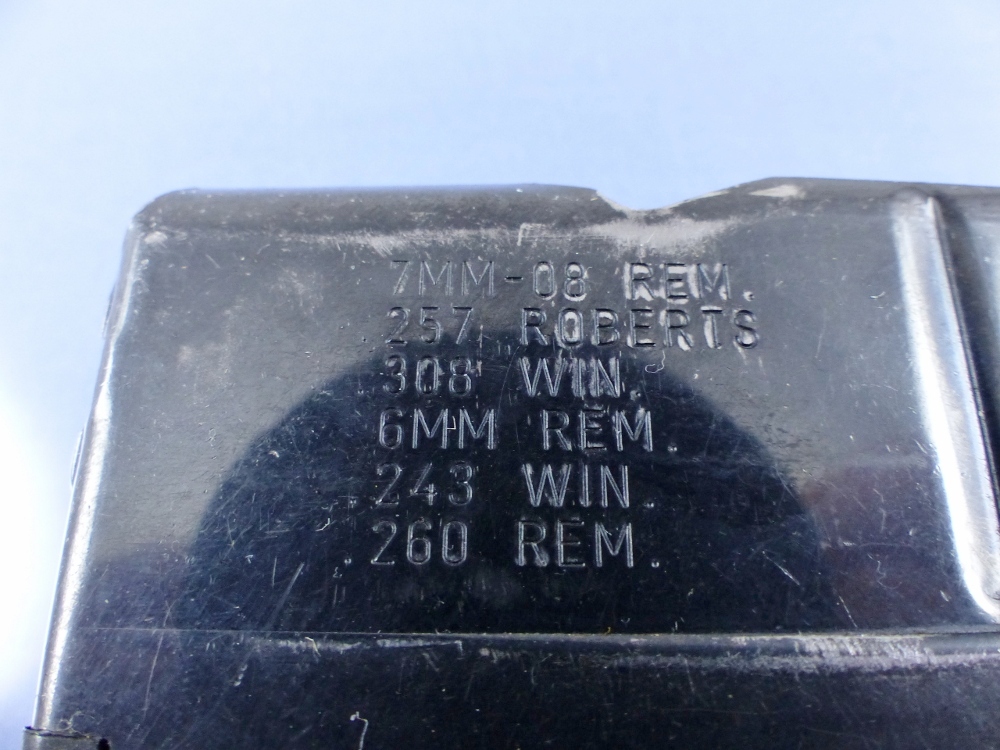 7MM-08 REM.
.257 ROBERTS
.308 WIN.
6MM REM.
.243 WIN.
.260 REM.